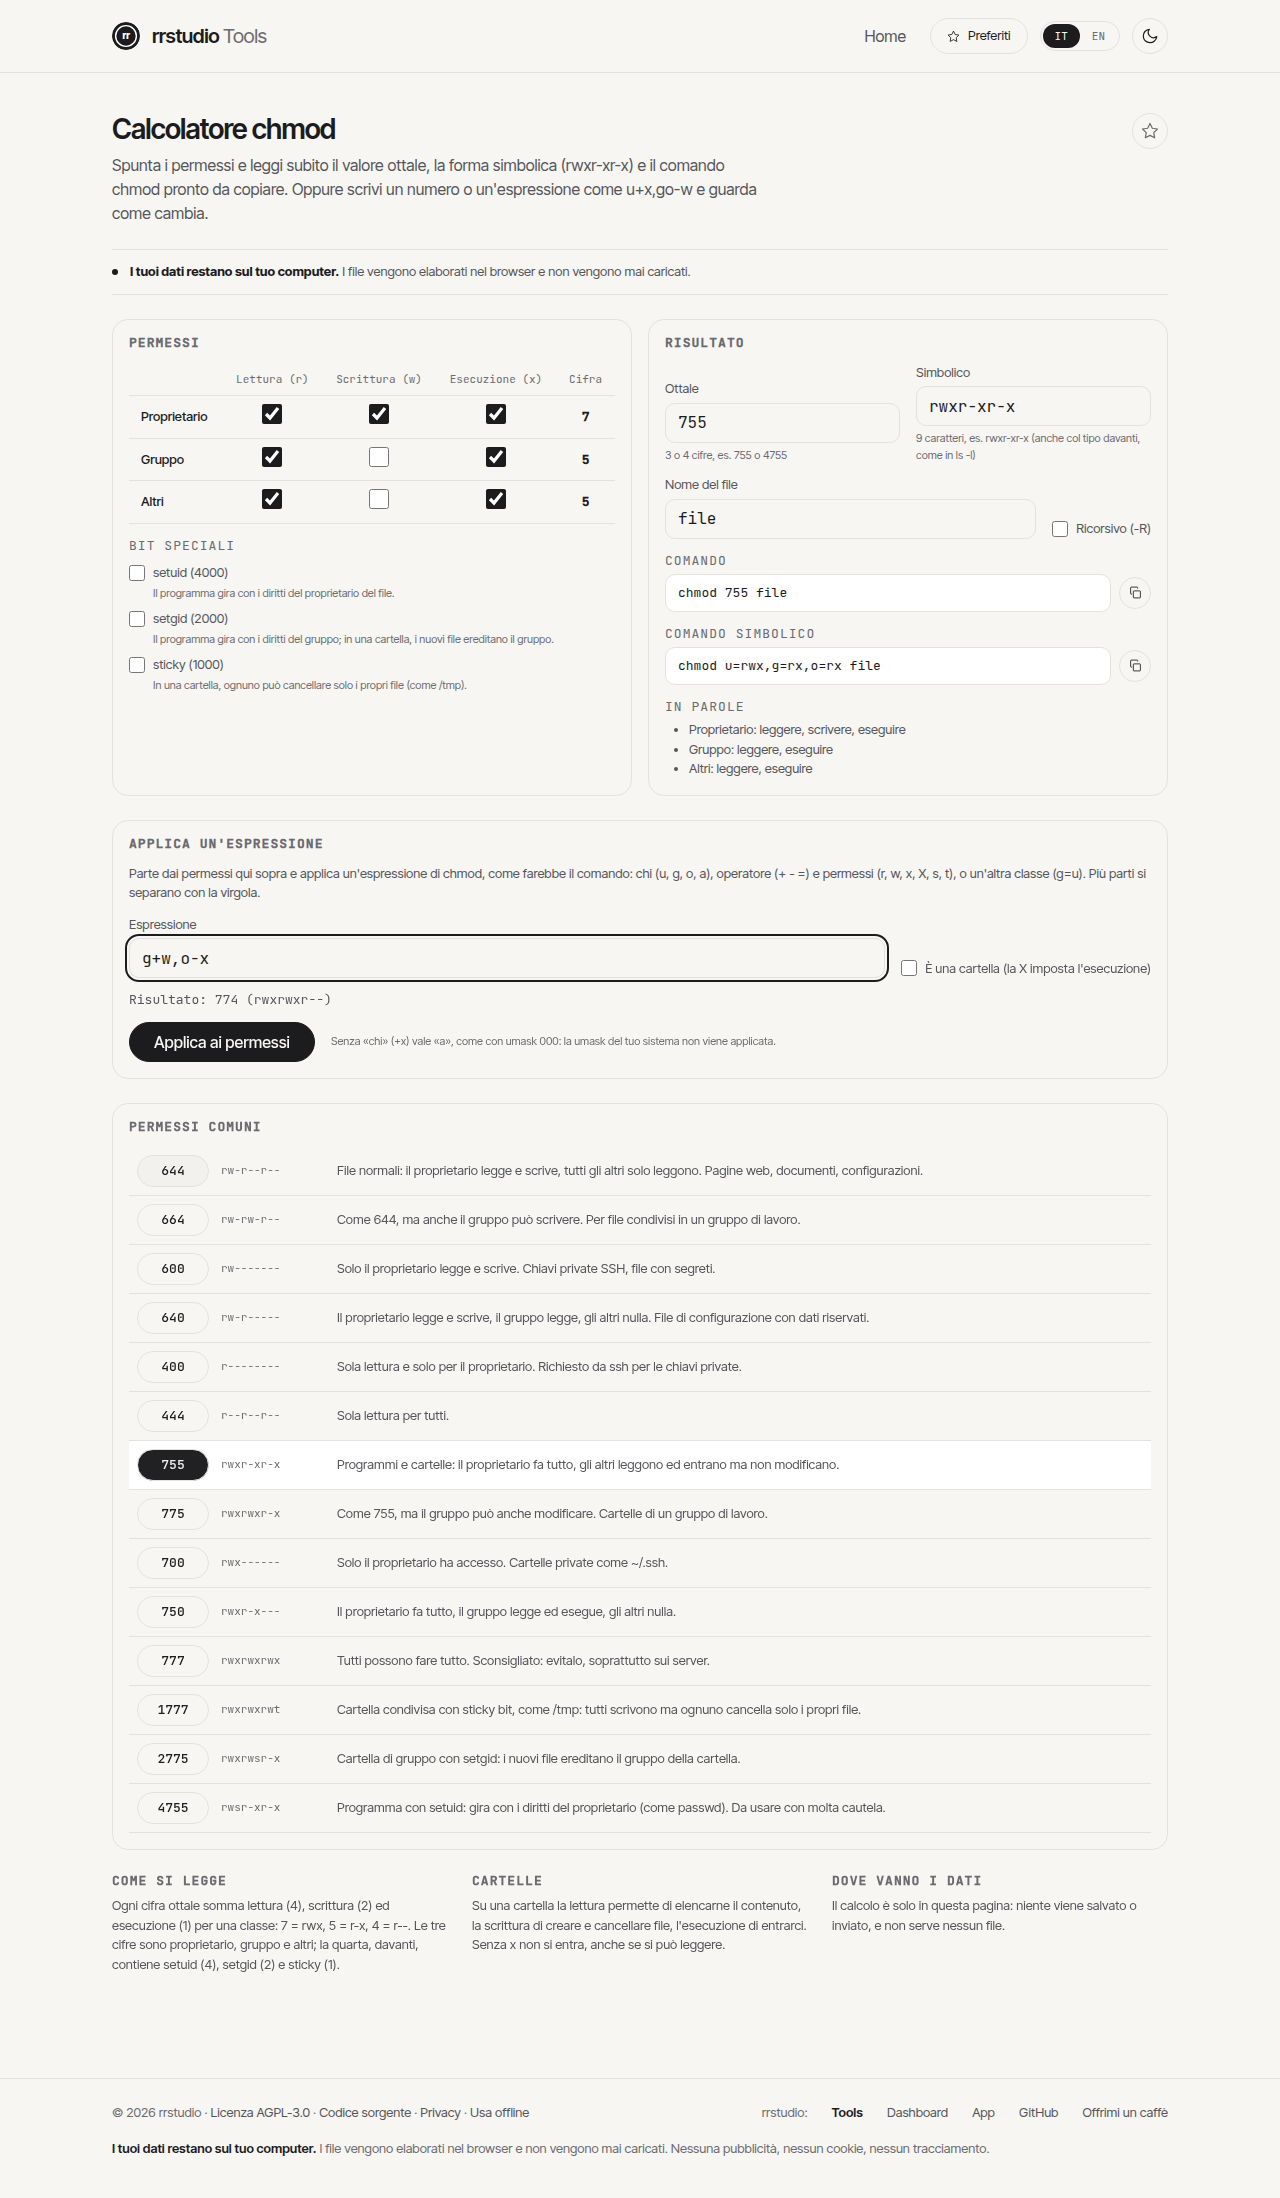 rr rrstudio Tools
Home
Preferiti
IT EN
Calcolatore chmod
Spunta i permessi e leggi subito il valore ottale, la forma simbolica (rwxr-xr-x) e il comando
chmod pronto da copiare. Oppure scrivi un numero o un'espressione come u+x,go-w e guarda
come cambia.
I tuoi dati restano sul tuo computer. I file vengono elaborati nel browser e non vengono mai caricati.
PERMESSI
Lettura (r) Scrittura (w) Esecuzione (x) Cifra
Proprietario 7
Gruppo 5
Altri 5
BIT SPECIALI
setuid (4000)
Il programma gira con i diritti del proprietario del file.
setgid (2000)
Il programma gira con i diritti del gruppo; in una cartella, i nuovi file ereditano il gruppo.
sticky (1000)
In una cartella, ognuno può cancellare solo i propri file (come /tmp).
RISULTATO
Ottale
755
3 o 4 cifre, es. 755 o 4755
Simbolico
rwxr-xr-x
9 caratteri, es. rwxr-xr-x (anche col tipo davanti,
come in ls -l)
Nome del file
file
Ricorsivo (-R)
COMANDO
chmod 755 file
COMANDO SIMBOLICO
chmod u=rwx,g=rx,o=rx file
IN PAROLE
• Proprietario: leggere, scrivere, eseguire
• Gruppo: leggere, eseguire
• Altri: leggere, eseguire
APPLICA UN'ESPRESSIONE
Parte dai permessi qui sopra e applica un'espressione di chmod, come farebbe il comando: chi (u, g, o, a), operatore (+ - =) e permessi (r, w, x, X, s, t), o un'altra classe (g=u). Più parti si
separano con la virgola.
Espressione
g+w,o-x
È una cartella (la X imposta l'esecuzione)
Risultato: 774 (rwxrwxr--)
Applica ai permessi
Senza «chi» (+x) vale «a», come con umask 000: la umask del tuo sistema non viene applicata.
PERMESSI COMUNI
644 rw-r--r-- File normali: il proprietario legge e scrive, tutti gli altri solo leggono. Pagine web, documenti, configurazioni.
664 rw-rw-r-- Come 644, ma anche il gruppo può scrivere. Per file condivisi in un gruppo di lavoro.
600 rw------- Solo il proprietario legge e scrive. Chiavi private SSH, file con segreti.
640 rw-r----- Il proprietario legge e scrive, il gruppo legge, gli altri nulla. File di configurazione con dati riservati.
400 r-------- Sola lettura e solo per il proprietario. Richiesto da ssh per le chiavi private.
444 r--r--r-- Sola lettura per tutti.
755 rwxr-xr-x Programmi e cartelle: il proprietario fa tutto, gli altri leggono ed entrano ma non modificano.
775 rwxrwxr-x Come 755, ma il gruppo può anche modificare. Cartelle di un gruppo di lavoro.
700 rwx------ Solo il proprietario ha accesso. Cartelle private come ~/.ssh.
750 rwxr-x--- Il proprietario fa tutto, il gruppo legge ed esegue, gli altri nulla.
777 rwxrwxrwx Tutti possono fare tutto. Sconsigliato: evitalo, soprattutto sui server.
1777 rwxrwxrwt Cartella condivisa con sticky bit, come /tmp: tutti scrivono ma ognuno cancella solo i propri file.
2775 rwxrwsr-x Cartella di gruppo con setgid: i nuovi file ereditano il gruppo della cartella.
4755 rwsr-xr-x Programma con setuid: gira con i diritti del proprietario (come passwd). Da usare con molta cautela.
COME SI LEGGE
Ogni cifra ottale somma lettura (4), scrittura (2) ed
esecuzione (1) per una classe: 7 = rwx, 5 = r-x, 4 = r--. Le tre
cifre sono proprietario, gruppo e altri; la quarta, davanti,
contiene setuid (4), setgid (2) e sticky (1).
CARTELLE
Su una cartella la lettura permette di elencarne il contenuto,
la scrittura di creare e cancellare file, l'esecuzione di entrarci.
Senza x non si entra, anche se si può leggere.
DOVE VANNO I DATI
Il calcolo è solo in questa pagina: niente viene salvato o
inviato, e non serve nessun file.
© 2026 rrstudio · Licenza AGPL-3.0 · Codice sorgente · Privacy · Usa offline
rrstudio: Tools Dashboard App GitHub Offrimi un caffè
I tuoi dati restano sul tuo computer. I file vengono elaborati nel browser e non vengono mai caricati. Nessuna pubblicità, nessun cookie, nessun tracciamento.